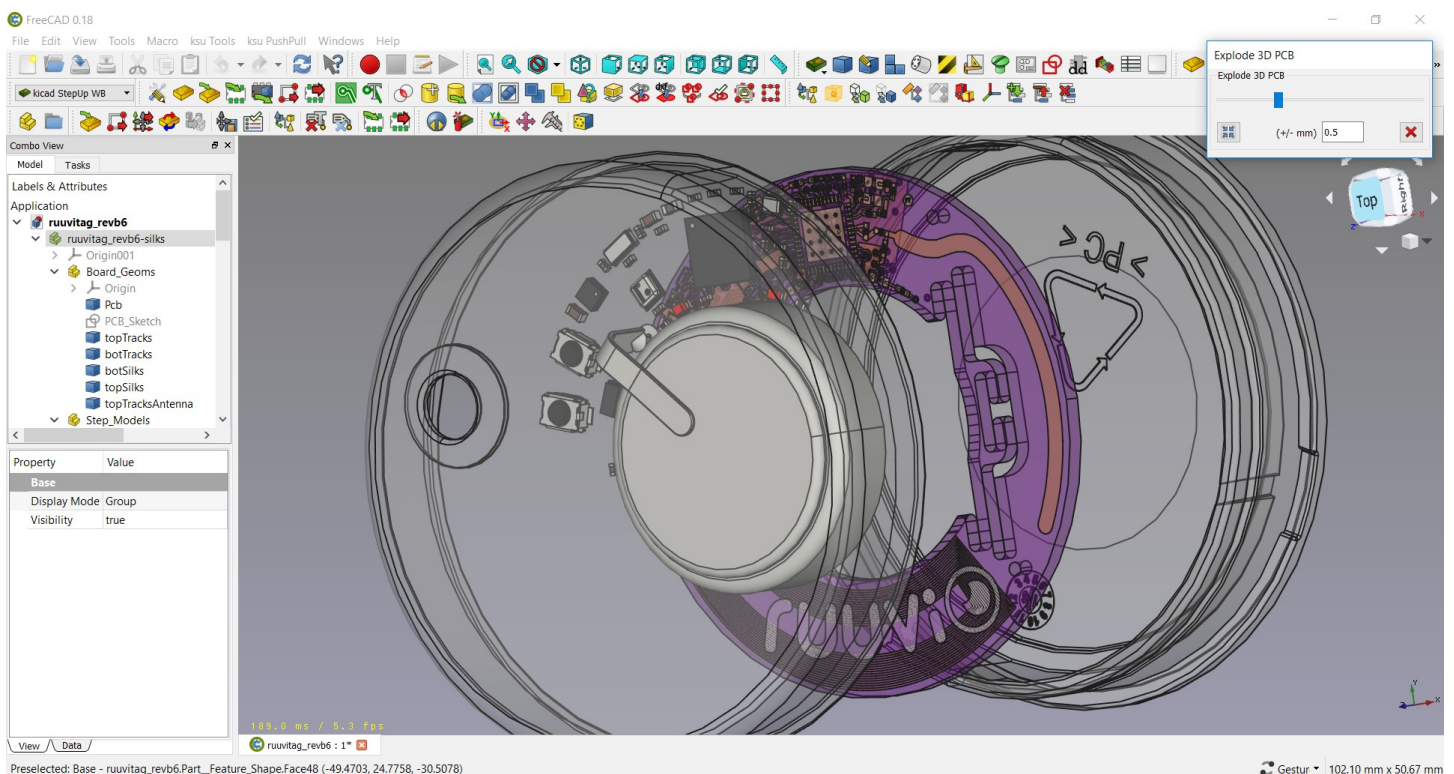 FreeCAD 0.18
File Edit View Tools Macro ksu Tools ksu PushPull Windows Help
kicad StepUp WB
Explode 3D PCB
Explode 3D PCB
(+/- mm) 0.5
Combo View
Model Tasks
Labels & Attributes
Application
ruuvitag_revb6
ruuvitag_revb6-silks
Origin001
Board_Geoms
Origin
Pcb
PCB_Sketch
topTracks
botTracks
botSilks
topSilks
topTracksAntenna
Step_Models
Property Value
Base
Display Mode Group
Visibility true
View Data
> PC <
ruuvi
Top Right
X
Z
Y
X
Z
189.0 ms / 5.3 fps
ruuvitag_revb6 : 1*
Preselected: Base - ruuvitag_revb6.Part__Feature_Shape.Face48 (-49.4703, 24.7758, -30.5078)
Gestur 102.10 mm x 50.67 mm